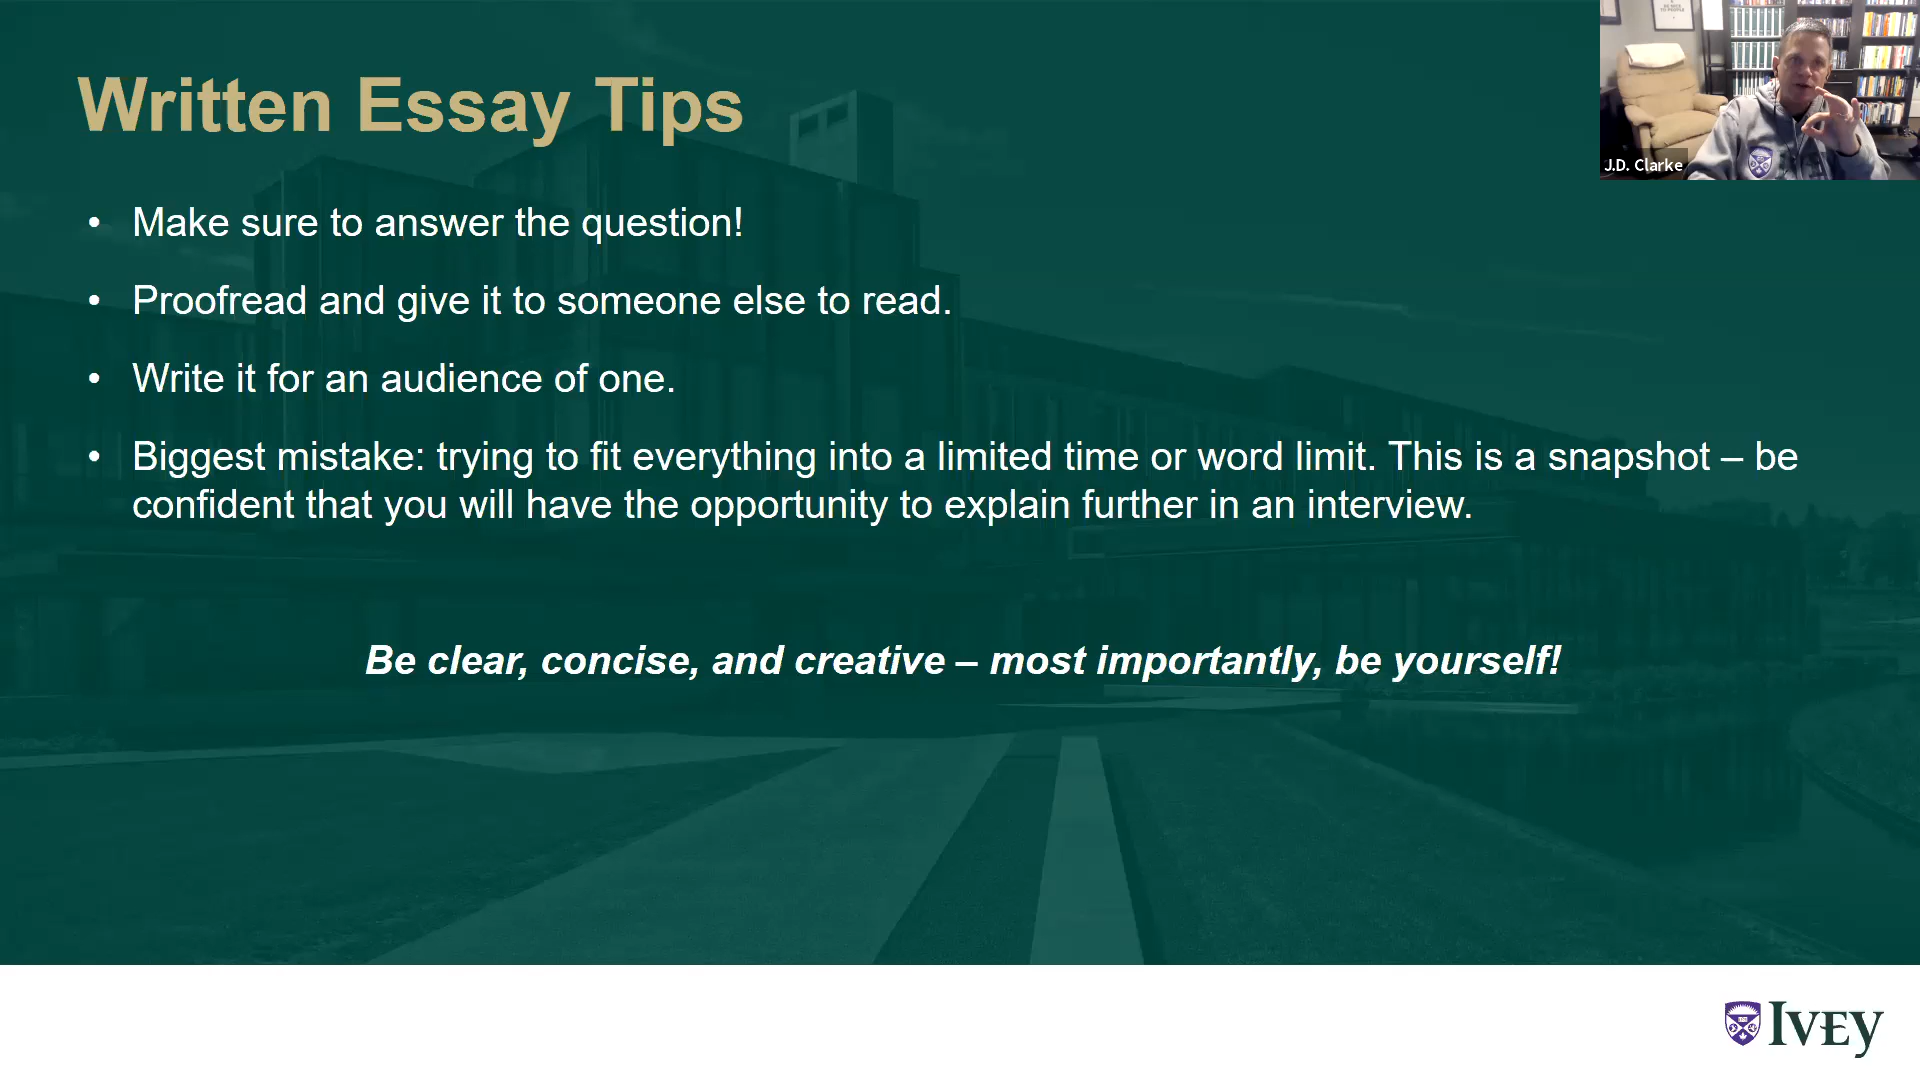 Written Essay Tips
• Make sure to answer the question!
• Proofread and give it to someone else to read.
• Write it for an audience of one.
• Biggest mistake: trying to fit everything into a limited time or word limit. This is a snapshot – be
confident that you will have the opportunity to explain further in an interview.
Be clear, concise, and creative – most importantly, be yourself!
J.D. Clarke
IVEY